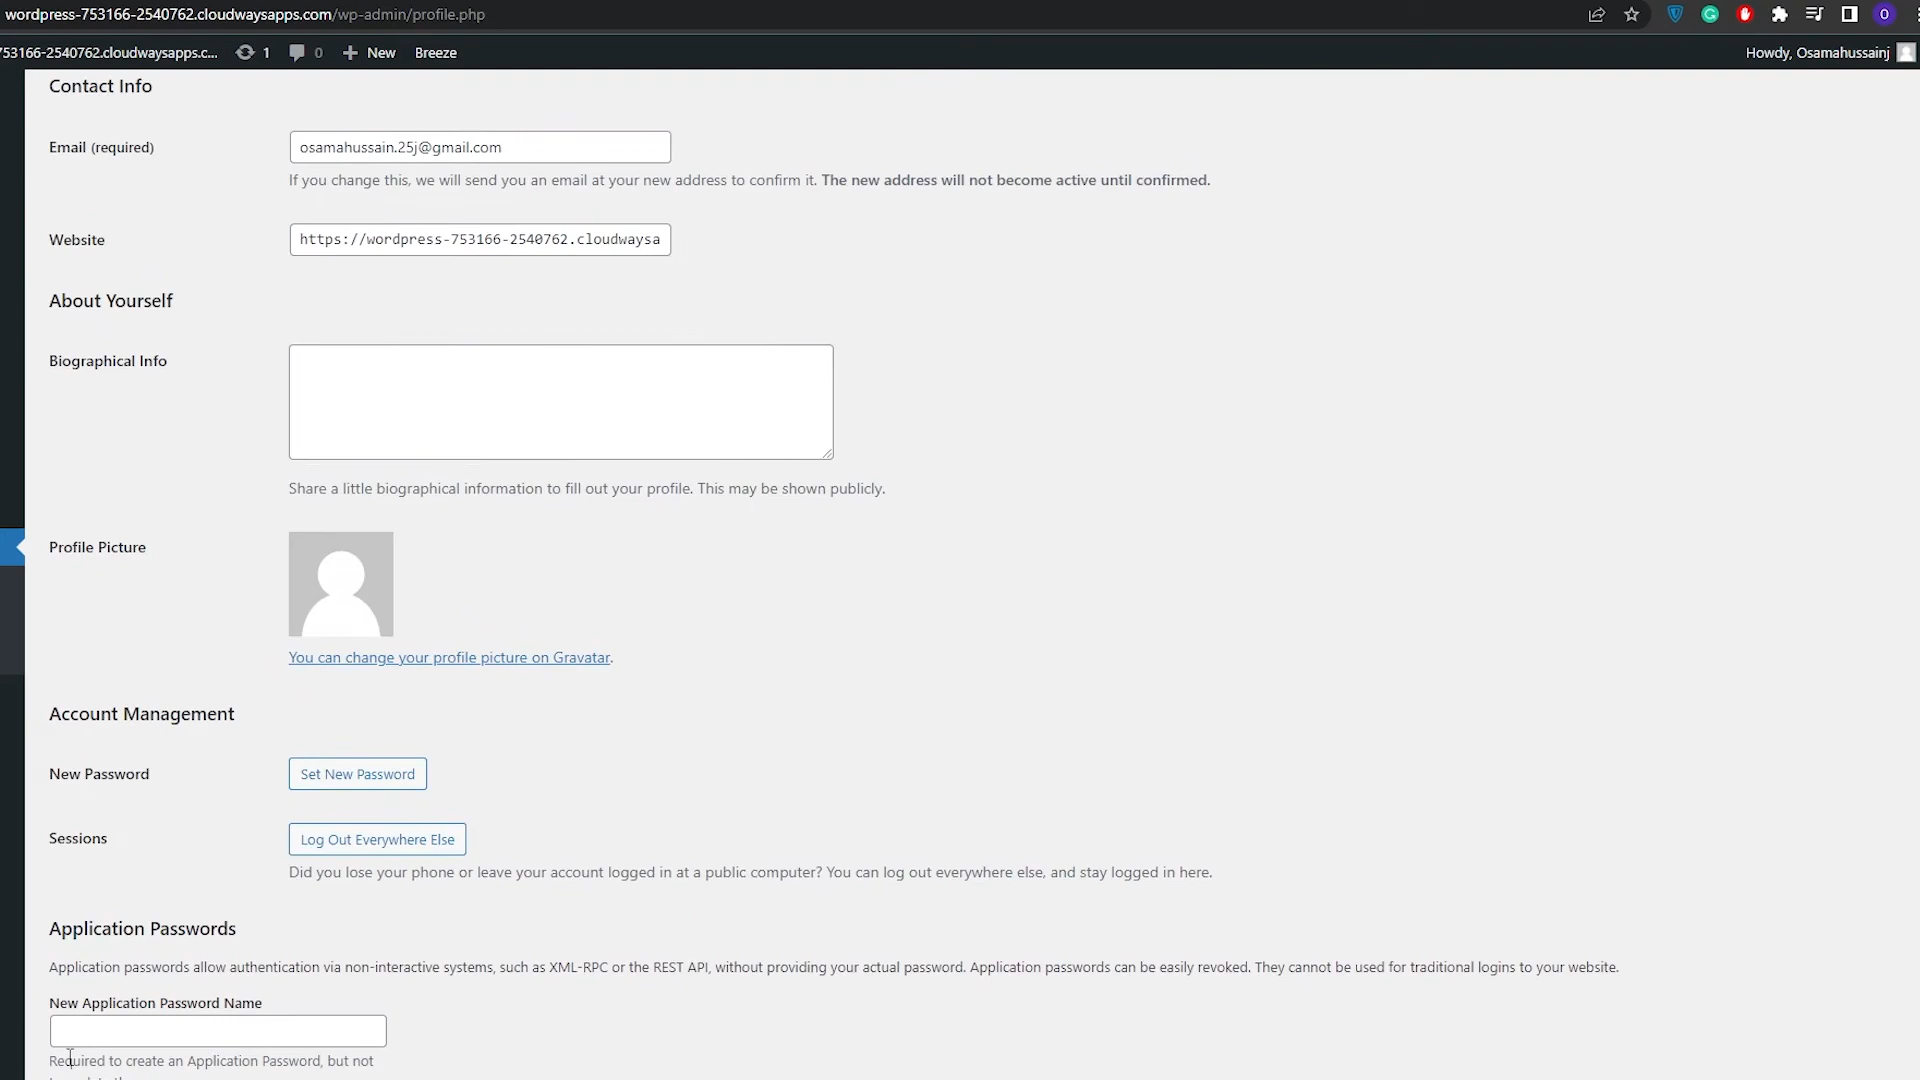 wordpress-753166-2540762.cloudwaysapps.com/wp-admin/profile.php
753166-2540762.cloudwaysapps.c... 1 0 New Breeze Howdy, Osamahussainj
Contact Info
Email (required) osamahussain.25j@gmail.com
If you change this, we will send you an email at your new address to confirm it. The new address will not become active until confirmed.
Website https://wordpress-753166-2540762.cloudwaysa
About Yourself
Biographical Info
Share a little biographical information to fill out your profile. This may be shown publicly.
Profile Picture
You can change your profile picture on Gravatar.
Account Management
New Password Set New Password
Sessions Log Out Everywhere Else
Did you lose your phone or leave your account logged in at a public computer? You can log out everywhere else, and stay logged in here.
Application Passwords
Application passwords allow authentication via non-interactive systems, such as XML-RPC or the REST API, without providing your actual password. Application passwords can be easily revoked. They cannot be used for traditional logins to your website.
New Application Password Name
Required to create an Application Password, but not